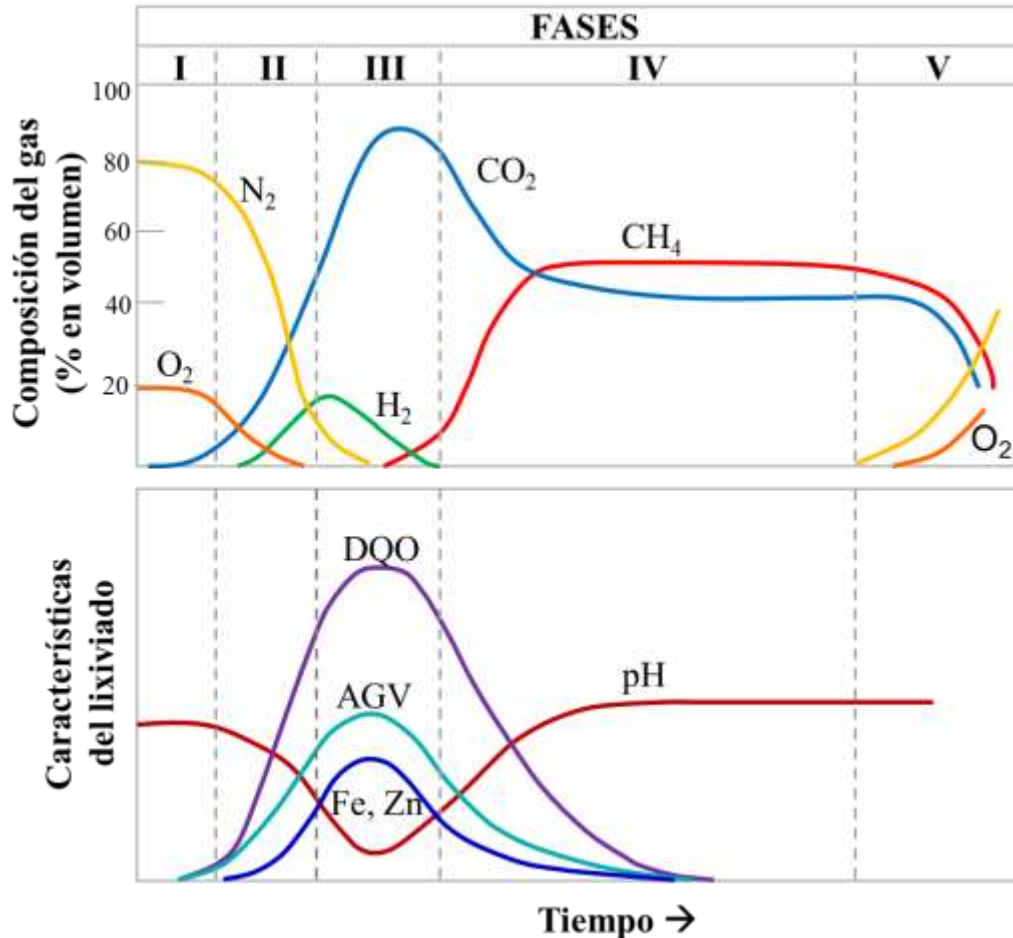 FASES
I II III IV V
Composición del gas
(% en volumen)
100
80
60
40
20
N₂
O₂
CO₂
H₂
CH₄
O₂
Características
del lixiviado
DQO
AGV
Fe, Zn
pH
Tiempo →